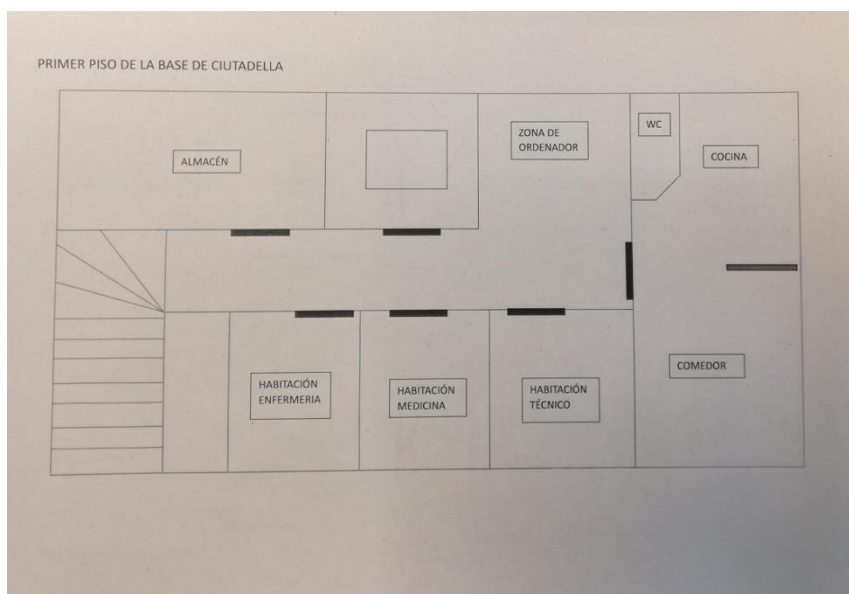 PRIMER PISO DE LA BASE DE CIUTADELLA
ALMACÉN
ZONA DE
ORDENADOR
WC
COCINA
COMEDOR
HABITACIÓN
ENFERMERIA
HABITACIÓN
MEDICINA
HABITACIÓN
TÉCNICO